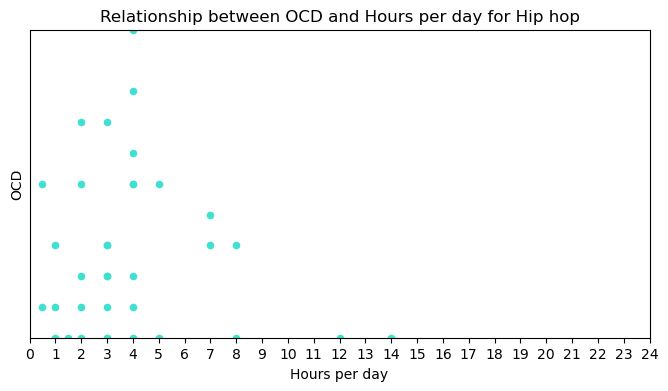 Relationship between OCD and Hours per day for Hip hop
OCD
0 1 2 3 4 5 6 7 8 9 10 11 12 13 14 15 16 17 18 19 20 21 22 23 24
Hours per day